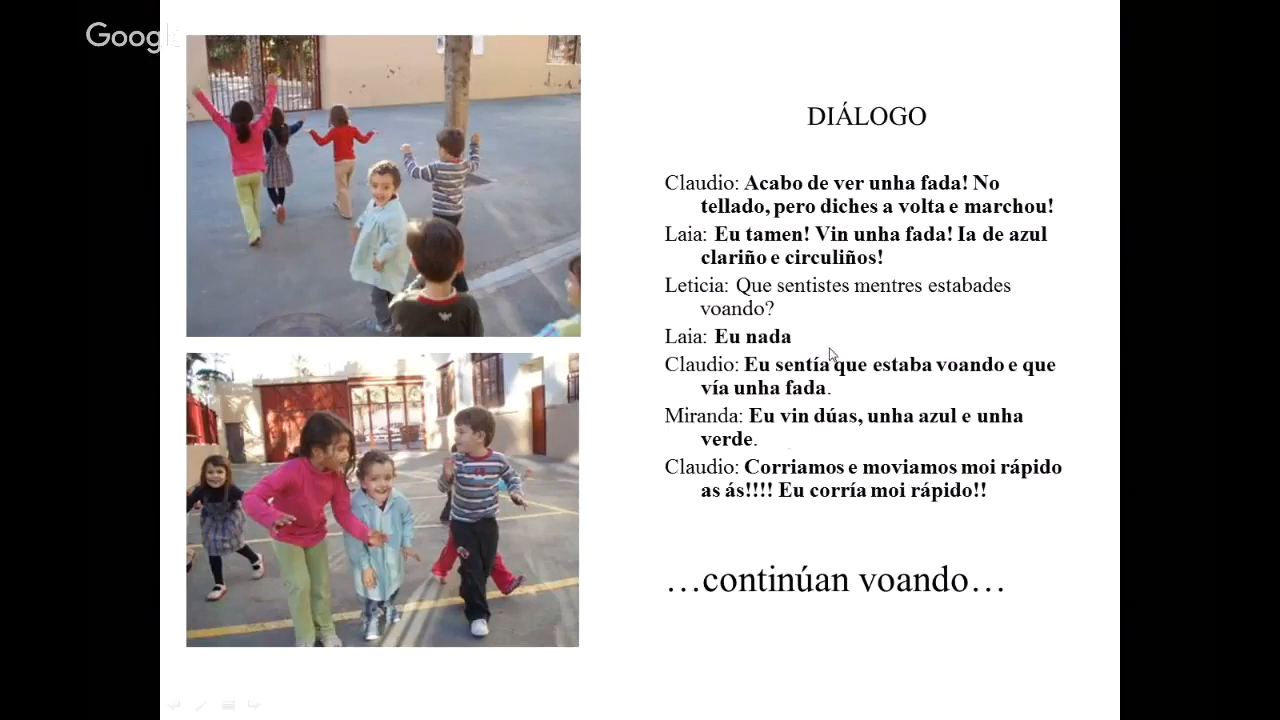 Google
DIÁLOGO
Claudio: Acabo de ver unha fada! No
tellado, pero diches a volta e marchou!
Laia: Eu tamen! Vin unha fada! Ia de azul
clariño e circuliños!
Leticia: Que sentistes mentres estabades
voando?
Laia: Eu nada
Claudio: Eu sentía que estaba voando e que
vía unha fada.
Miranda: Eu vin dúas, unha azul e unha
verde.
Claudio: Corriamos e moviamos moi rápido
as ás!!!! Eu corría moi rápido!!
…continúan voando…